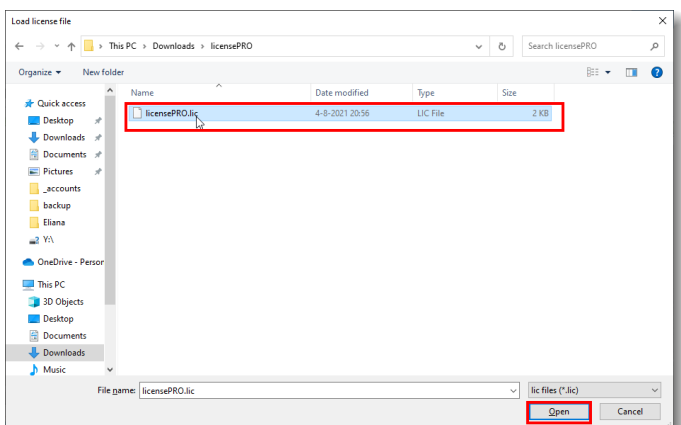 Load license file
This PC > Downloads > licensePRO
Search licensePRO
Organize
New folder
Name
Date modified
Type
Size
licensePRO.lic
4-8-2021 20:56
LIC File
2 KB
Quick access
Desktop
Downloads
Documents
Pictures
_accounts
backup
Eliana
Y:\
OneDrive - Person
This PC
3D Objects
Desktop
Documents
Downloads
Music
File name:
licensePRO.lic
lic files (*.lic)
Open
Cancel